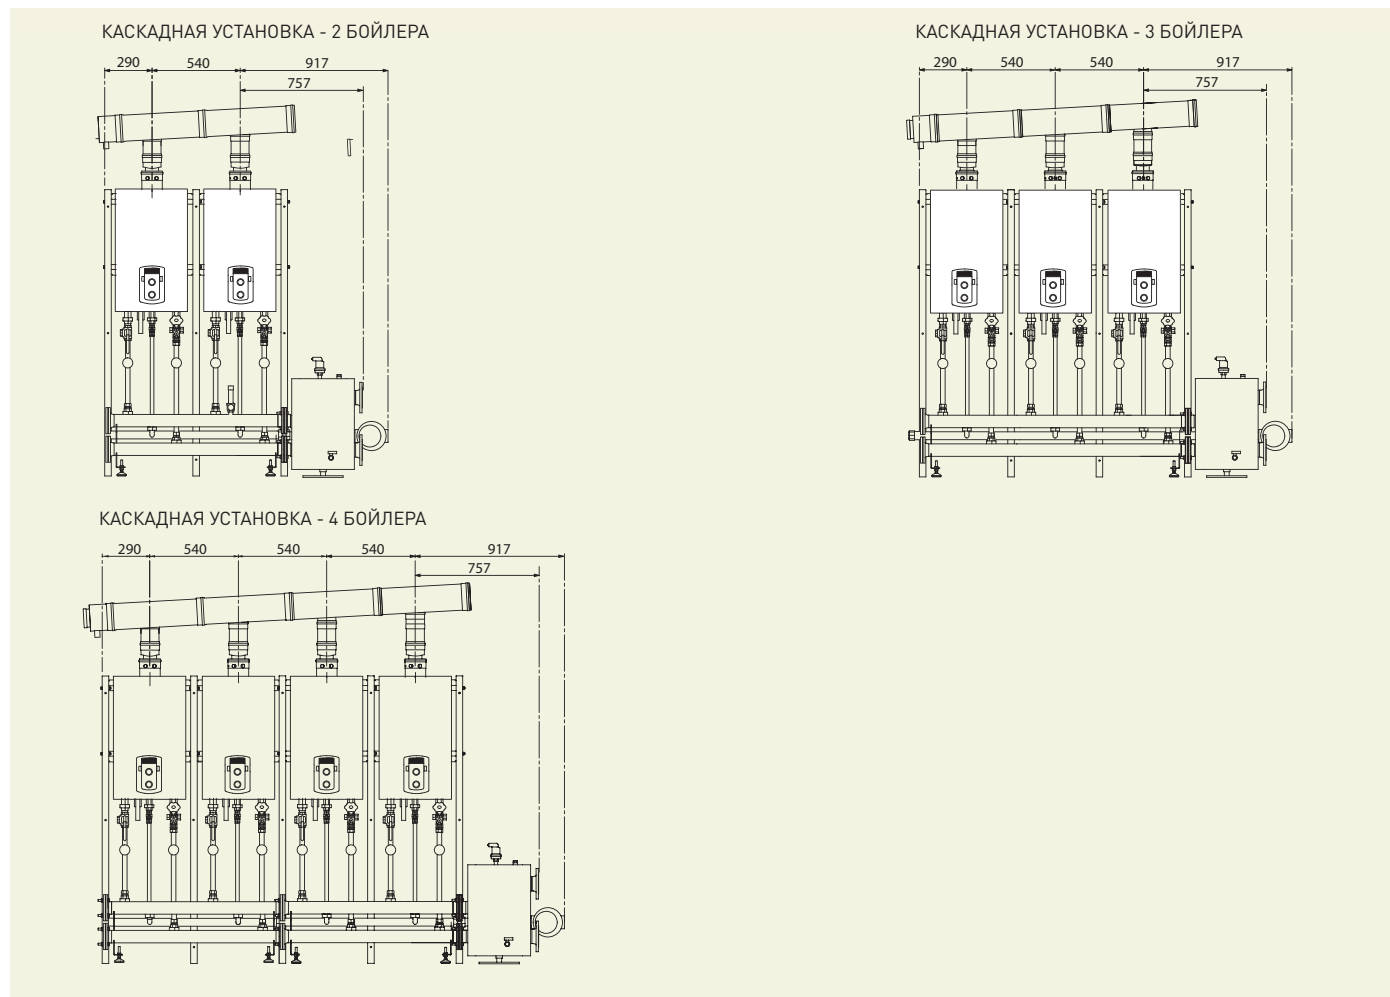 КАСКАДНАЯ УСТАНОВКА - 2 БОЙЛЕРА
290 540 917
757
КАСКАДНАЯ УСТАНОВКА - 3 БОЙЛЕРА
290 540 540 917
757
КАСКАДНАЯ УСТАНОВКА - 4 БОЙЛЕРА
290 540 540 540 917
757